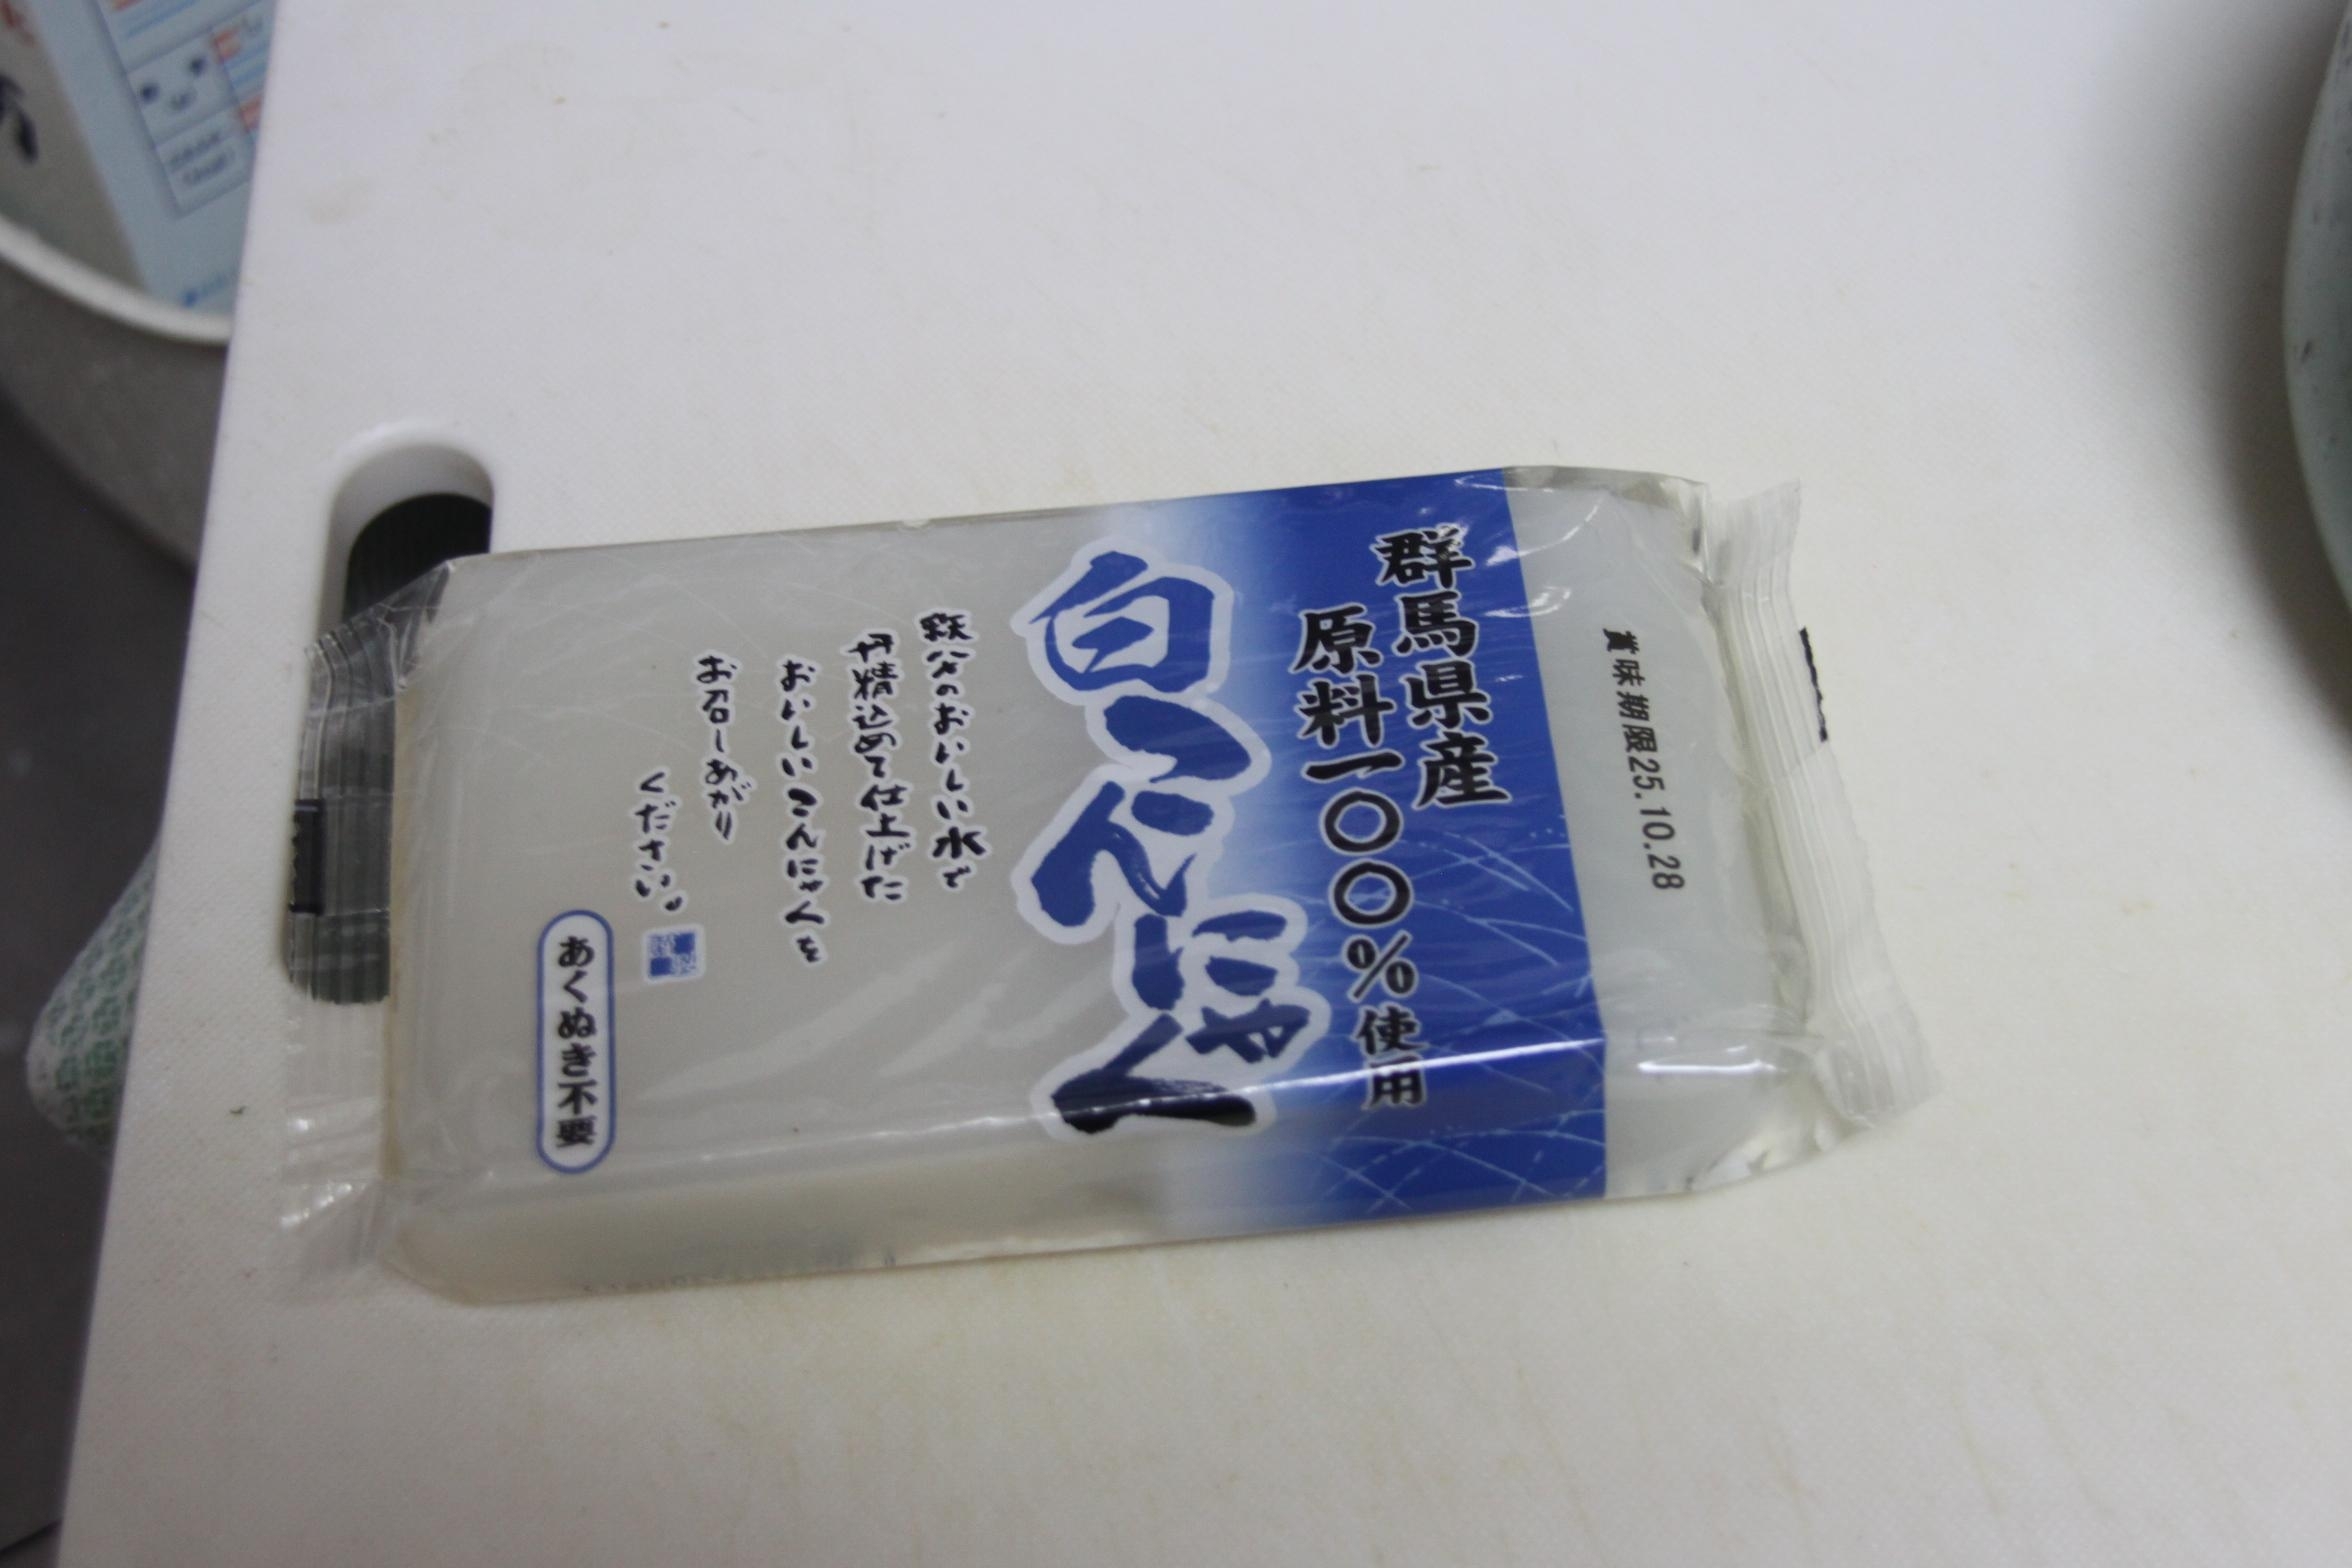 群馬県産
原料一〇〇%使用
白こんにゃく
秩父のおいしい水で
丹精込めて仕上げた
おいしいこんにゃくを
お召しあがり
ください。
あくぬき不要
賞味期限25.10.28